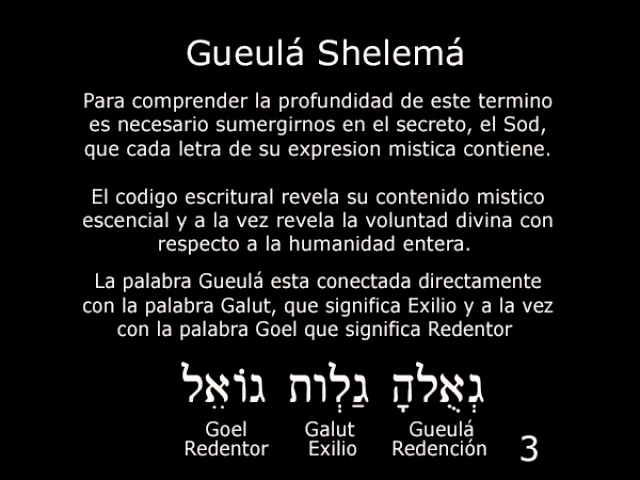 Gueulá Shelemá
Para comprender la profundidad de este termino
es necesario sumergirnos en el secreto, el Sod,
que cada letra de su expresion mistica contiene.
El codigo escritural revela su contenido mistico
escencial y a la vez revela la voluntad divina con
respecto a la humanidad entera.
La palabra Gueulá esta conectada directamente
con la palabra Galut, que significa Exilio y a la vez
con la palabra Goel que significa Redentor
גְאֻלהָ גַלְות גוֹאֵל
Goel Galut Gueulá
Redentor Exilio Redención
3